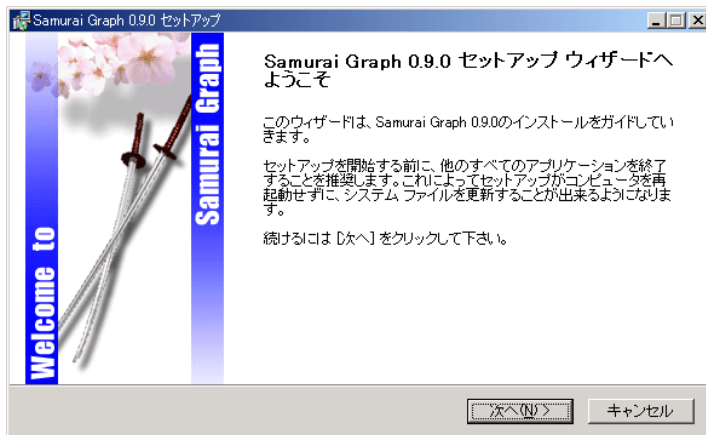 Samurai Graph 0.9.0 セットアップ
Welcome to
Samurai Graph
Samurai Graph 0.9.0 セットアップ ウィザードへ
ようこそ
このウィザードは、Samurai Graph 0.9.0のインストールをガイドしてい
きます。
セットアップを開始する前に、他のすべてのアプリケーションを終了
することを推奨します。これによってセットアップがコンピュータを再
起動せずに、システム ファイルを更新することが出来るようになりま
す。
続けるには [次へ] をクリックして下さい。
次へ(N) >
キャンセル